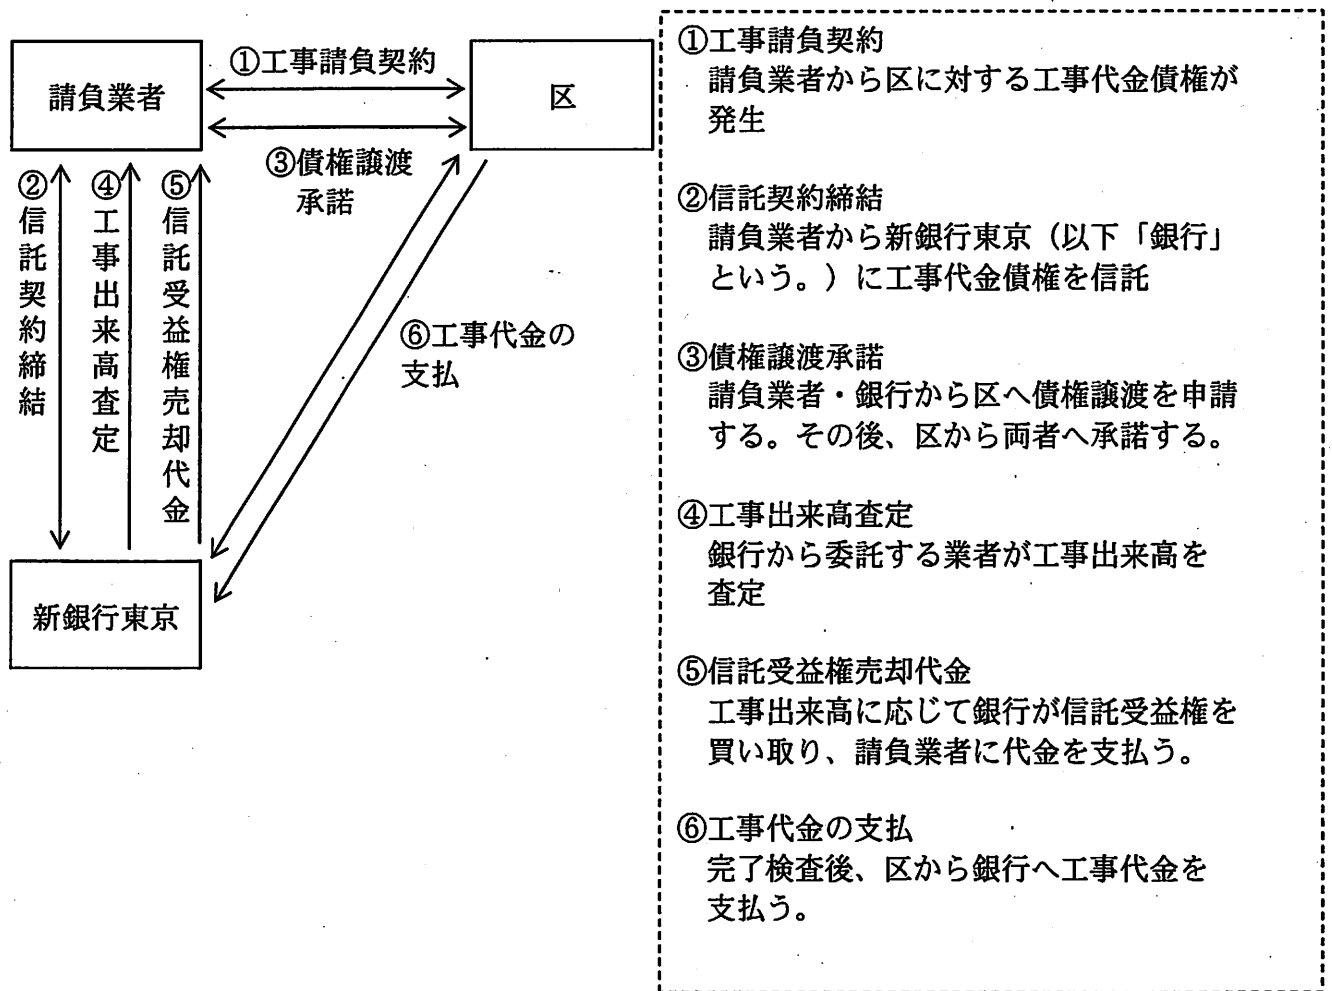 請負業者
①工事請負契約
区
③債権譲渡
承諾
②信託契約締結
④工事出来高査定
⑤信託受益権売却代金
⑥工事代金の
支払
新銀行東京
①工事請負契約
請負業者から区に対する工事代金債権が
発生
②信託契約締結
請負業者から新銀行東京（以下「銀行」
という。）に工事代金債権を信託
③債権譲渡承諾
請負業者・銀行から区へ債権譲渡を申請
する。その後、区から両者へ承諾する。
④工事出来高査定
銀行から委託する業者が工事出来高を
査定
⑤信託受益権売却代金
工事出来高に応じて銀行が信託受益権を
買い取り、請負業者に代金を支払う。
⑥工事代金の支払
完了検査後、区から銀行へ工事代金を
支払う。